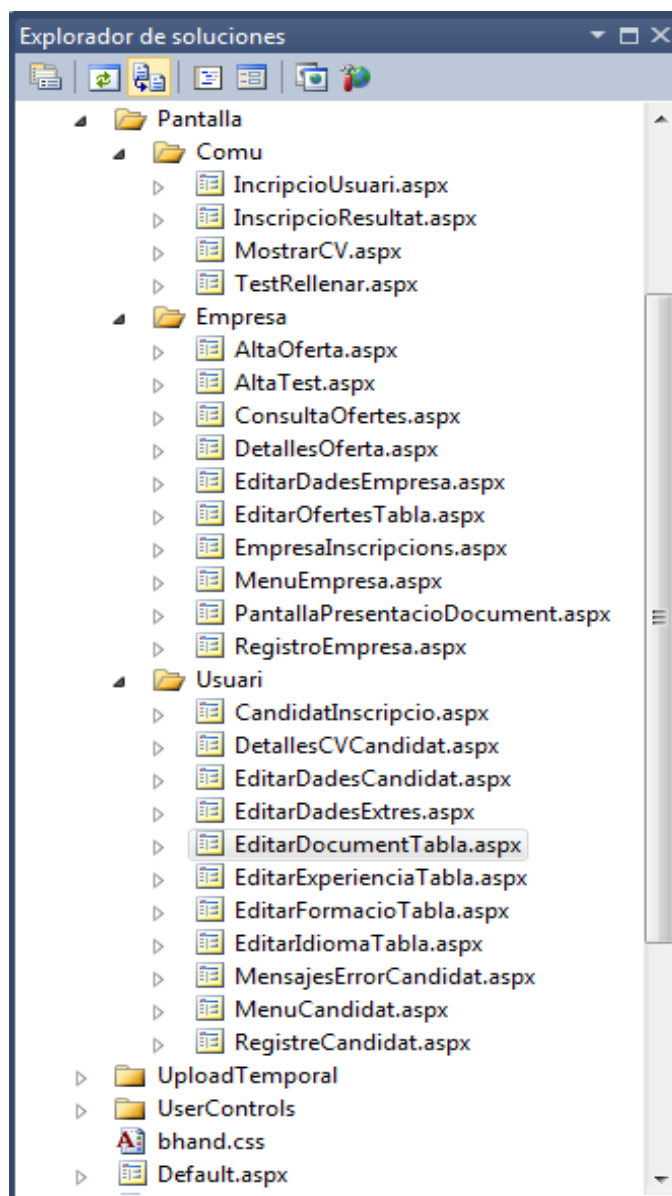 Explorador de soluciones
Pantalla
Comu
IncripcioUsuari.aspx
InscripcioResultat.aspx
MostrarCV.aspx
TestRellenar.aspx
Empresa
AltaOferta.aspx
AltaTest.aspx
ConsultaOfertes.aspx
DetallesOferta.aspx
EditarDadesEmpresa.aspx
EditarOfertesTabla.aspx
EmpresaInscripcions.aspx
MenuEmpresa.aspx
PantallaPresentacioDocument.aspx
RegistroEmpresa.aspx
Usuari
CandidatInscripcio.aspx
DetallesCVCandidat.aspx
EditarDadesCandidat.aspx
EditarDadesExtres.aspx
EditarDocumentTabla.aspx
EditarExperienciaTabla.aspx
EditarFormacioTabla.aspx
EditarIdiomaTabla.aspx
MensajesErrorCandidat.aspx
MenuCandidat.aspx
RegistreCandidat.aspx
UploadTemporal
UserControls
bhand.css
Default.aspx